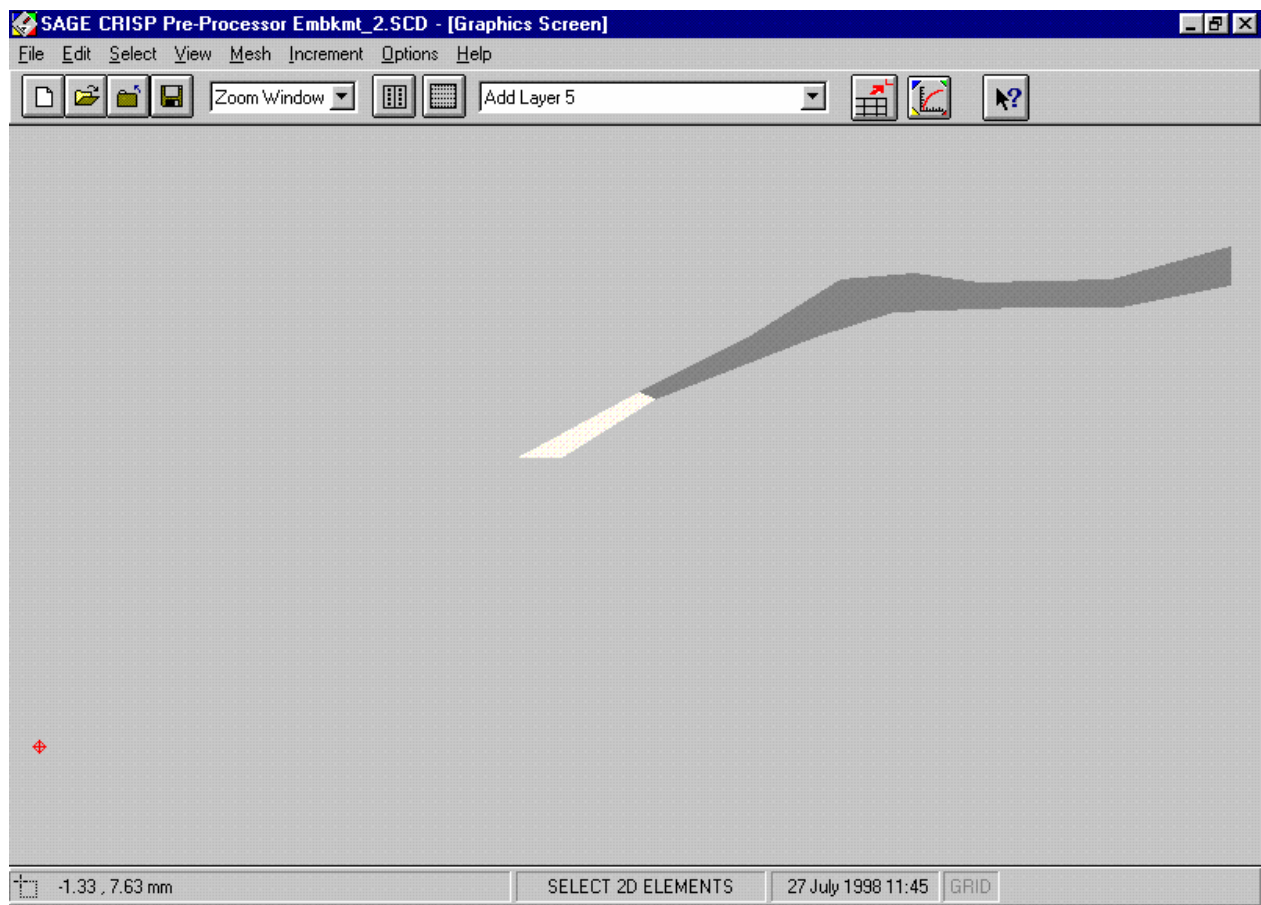 SAGE CRISP Pre-Processor Embkmt_2.SCD - [Graphics Screen]
File Edit Select View Mesh Increment Options Help
Zoom Window Add Layer 5 ?
-1.33 , 7.63 mm SELECT 2D ELEMENTS 27 July 1998 11:45 GRID